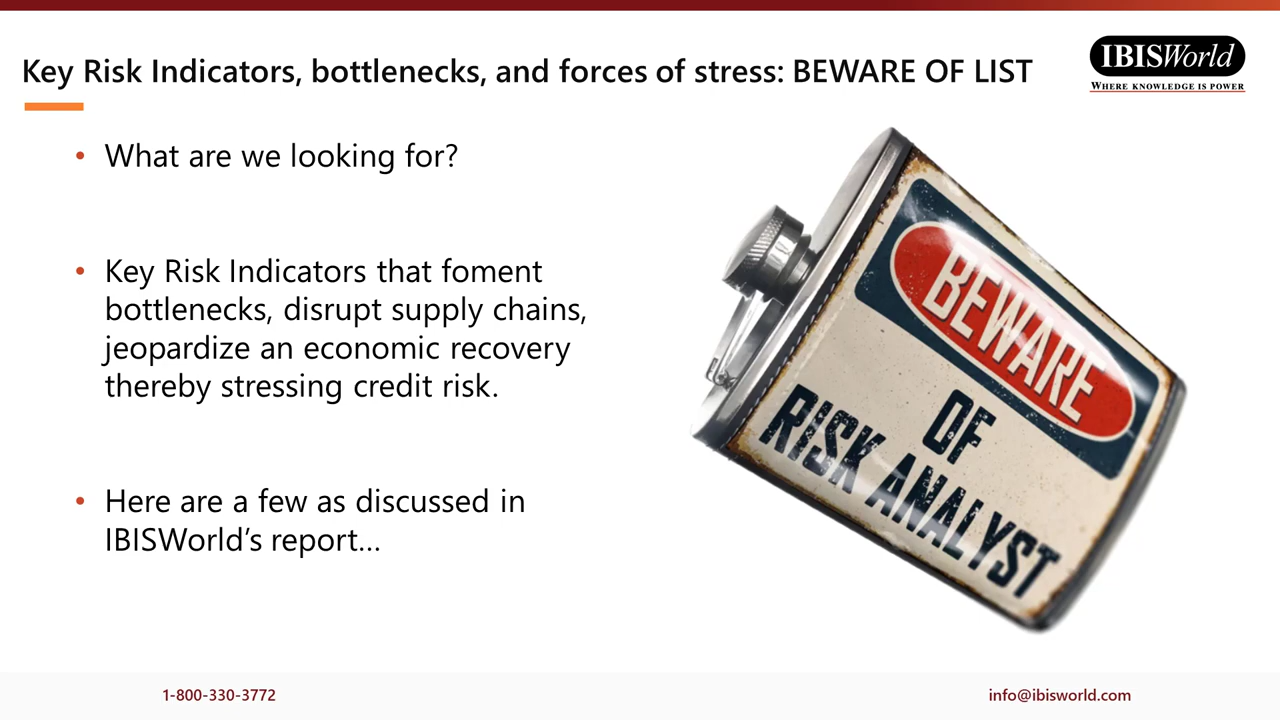 Key Risk Indicators, bottlenecks, and forces of stress: BEWARE OF LIST
IBISWorld
WHERE KNOWLEDGE IS POWER
• What are we looking for?
• Key Risk Indicators that foment
bottlenecks, disrupt supply chains,
jeopardize an economic recovery
thereby stressing credit risk.
• Here are a few as discussed in
IBISWorld’s report...
BEWARE
OF
RISK ANALYST
1-800-330-3772
info@ibisworld.com